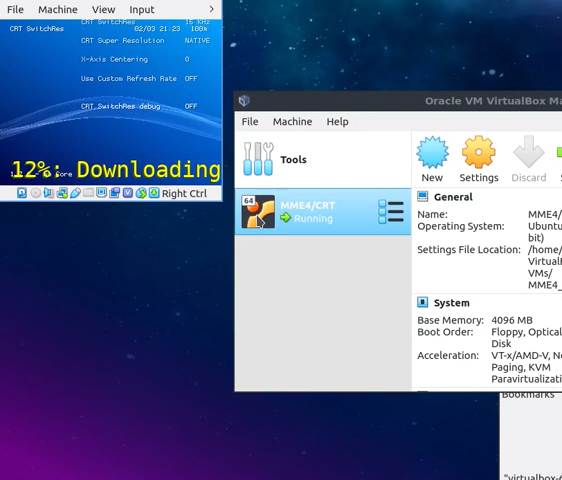 File Machine View Input
CRT SwitchRes
15 KHz
CRT SwitchRes
02/03 21:23 100%
CRT Super Resolution NATIVE
X-Axis Centering 0
Use Custom Refresh Rate OFF
CRT SwitchRes debug OFF
12%: Downloading
Right Ctrl
Oracle VM VirtualBox Ma
File Machine Help
Tools
New Settings Discard
64
MME4/CRT
Running
General
Name: MME4/
Operating System: Ubuntu
bit)
Settings File Location: /home/
VirtualB
VMs/
MME4_
System
Base Memory: 4096 MB
Boot Order: Floppy, Optical
Disk
Acceleration: VT-x/AMD-V, Ne
Paging, KVM
Paravirtualizati
Bookmarks
"virtualbox-6